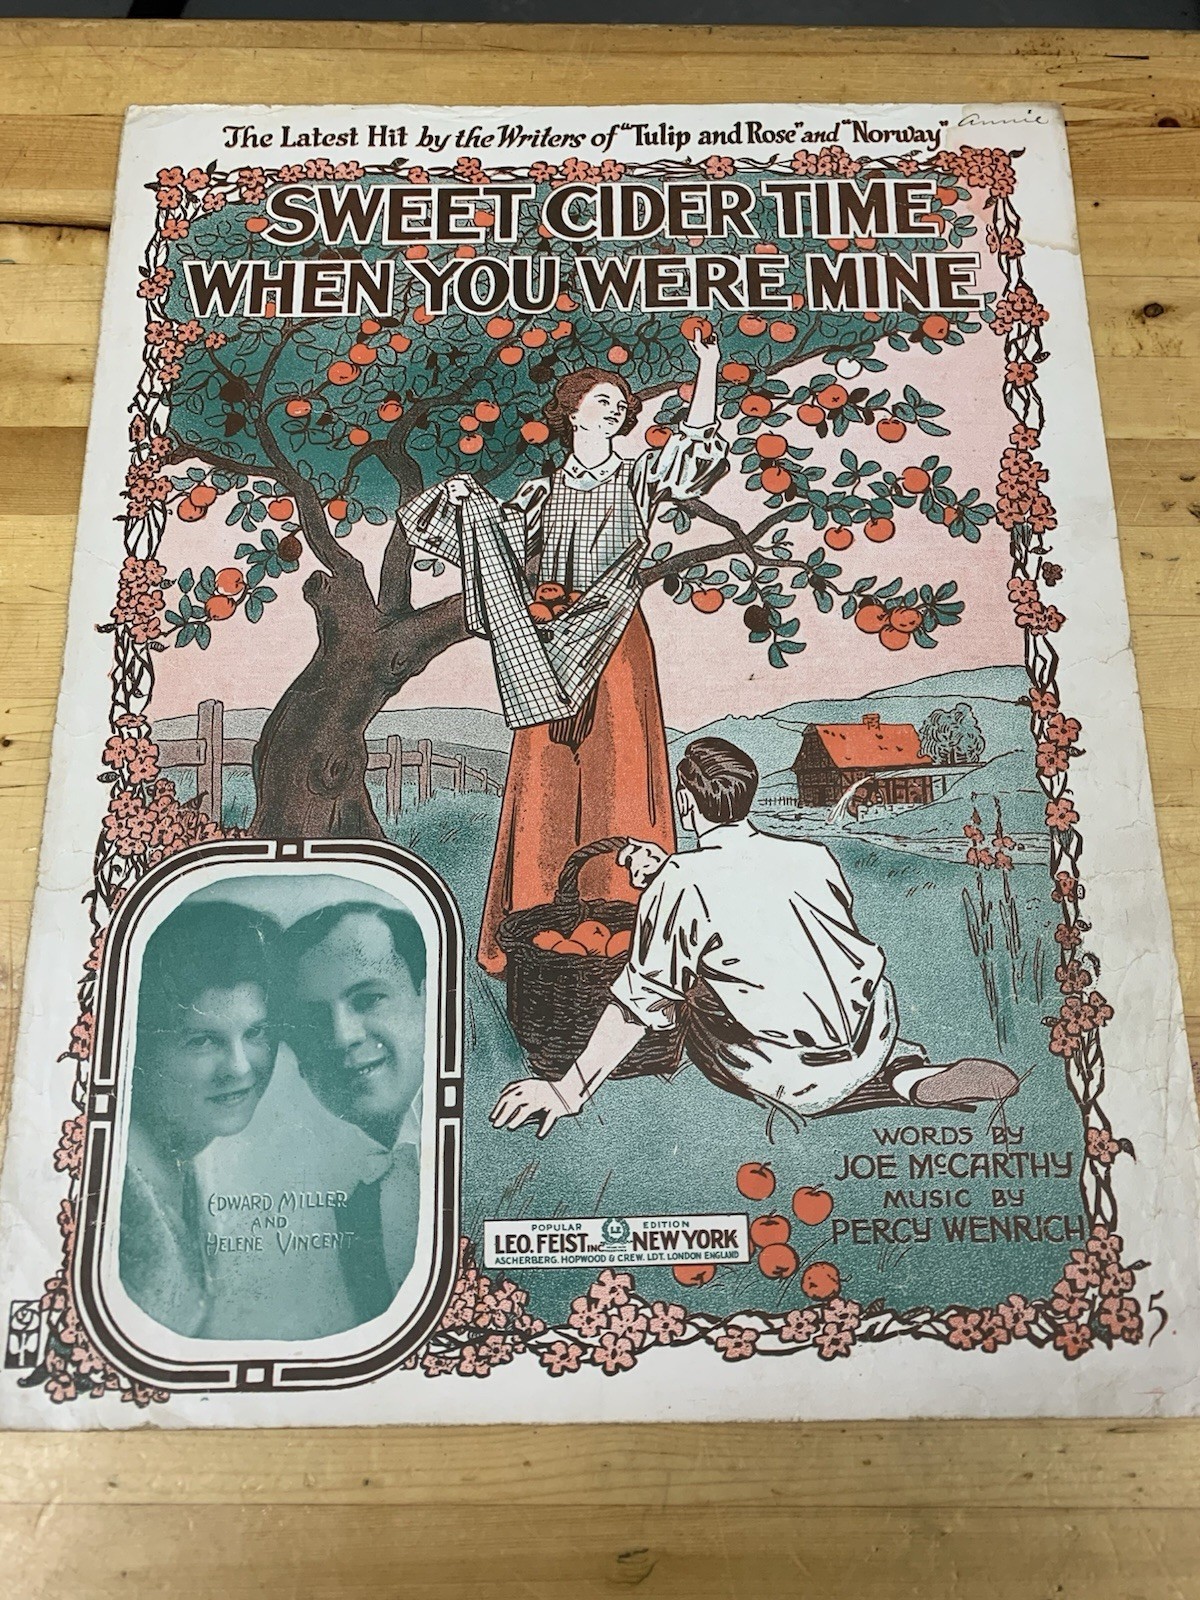 The Latest Hit by the Writers of "Tulip and Rose" and "Norway"
Annie
SWEET CIDER TIME
WHEN YOU WERE MINE
EDWARD MILLER
AND
HELENE VINCENT
WORDS BY
JOE McCARTHY
MUSIC BY
PERCY WENRICH
POPULAR EDITION
LEO. FEIST INC. NEW YORK
ASCHERBERG, HOPWOOD & CREW, LDT. LONDON ENGLAND
5